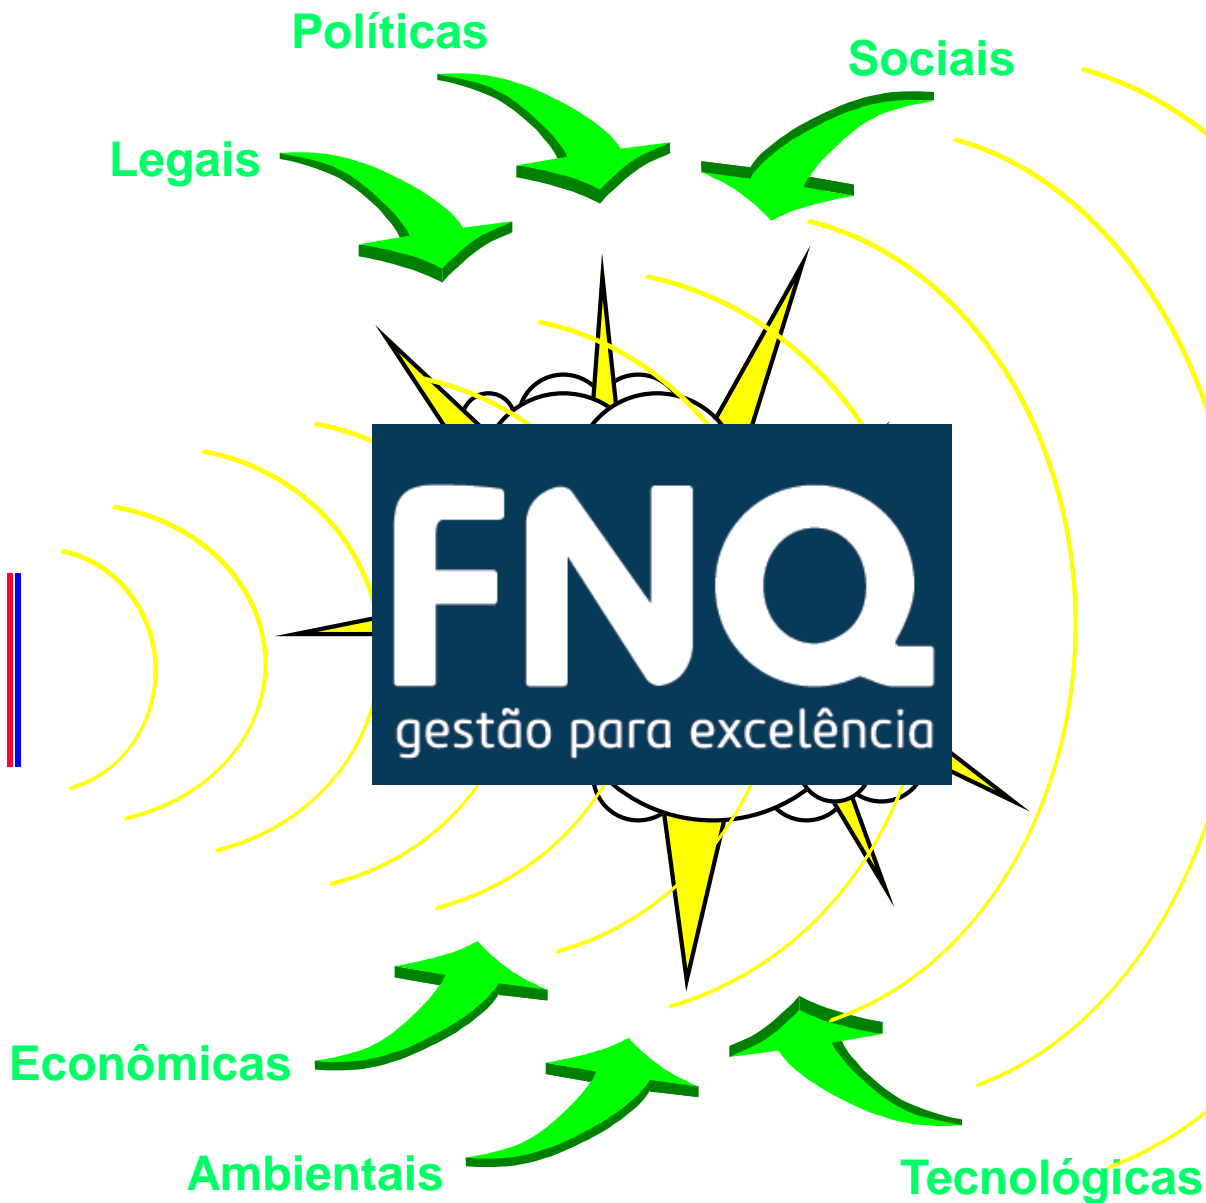 Políticas
Sociais
Legais
FNQ
gestão para excelência
Econômicas
Ambientais
Tecnológicas